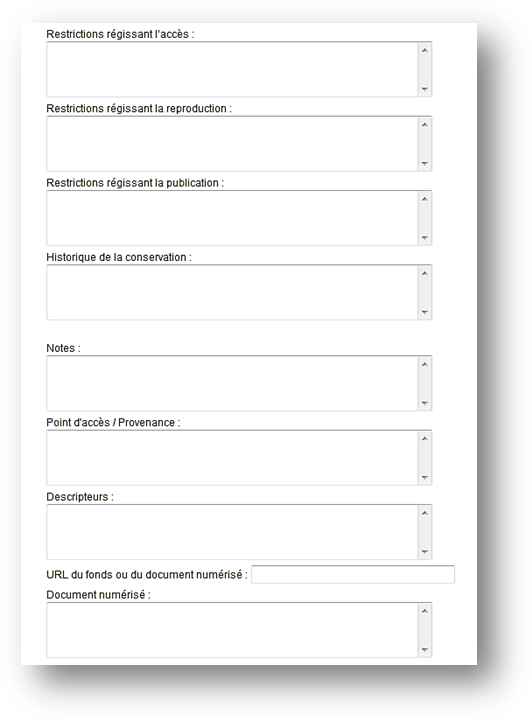 Restrictions régissant l'accès :
Restrictions régissant la reproduction :
Restrictions régissant la publication :
Historique de la conservation :
Notes :
Point d'accès / Provenance :
Descripteurs :
URL du fonds ou du document numérisé :
Document numérisé :